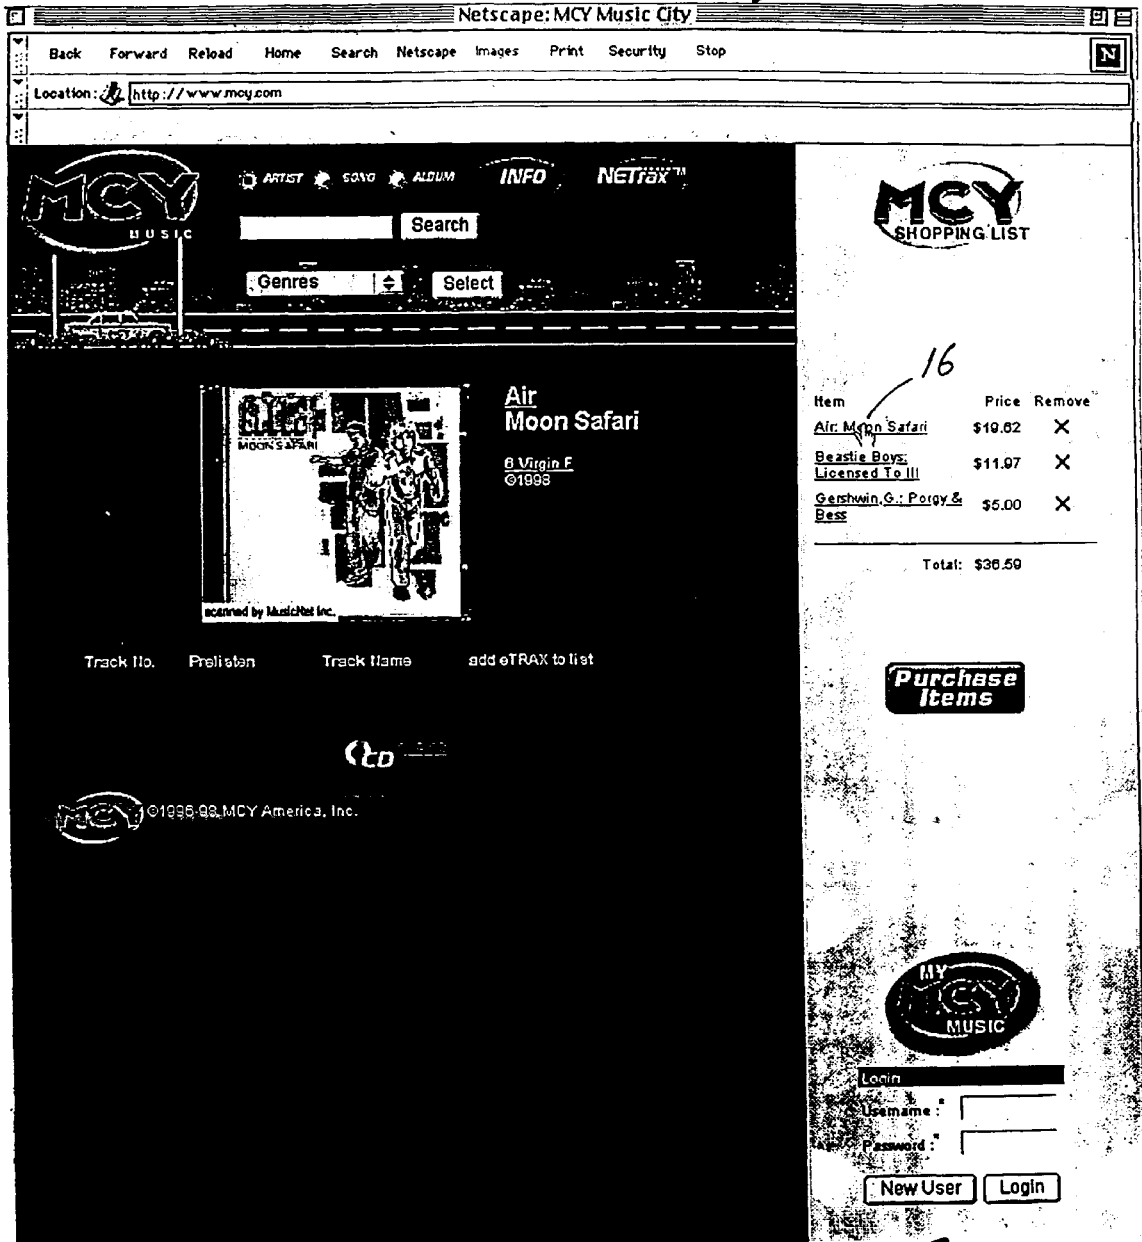 Netscape: MCY Music City
Back Forward Reload Home Search Netscape Images Print Security Stop
N
Location: http://www.mcy.com
MCY
MUSIC
ARTIST SONG ALBUM INFO NETrax™
Search
Genres Select
MCY
SHOPPING LIST
16
Item Price Remove
Air: Moon Safari $19.62 X
Beastie Boys:
Licensed To Ill $11.97 X
Gershwin,G.: Porgy &
Bess $5.00 X
Total: $36.59
Purchase
Items
Air
Moon Safari
6 Virgin F
©1998
MOON SAFARI
scanned by MusicNet Inc.
Track No. Prelisten Track Name add eTRAX to list
CD
MCY ©1996-98 MCY America, Inc.
MY
MCY
MUSIC
Login
Username :*
Password :*
New User Login